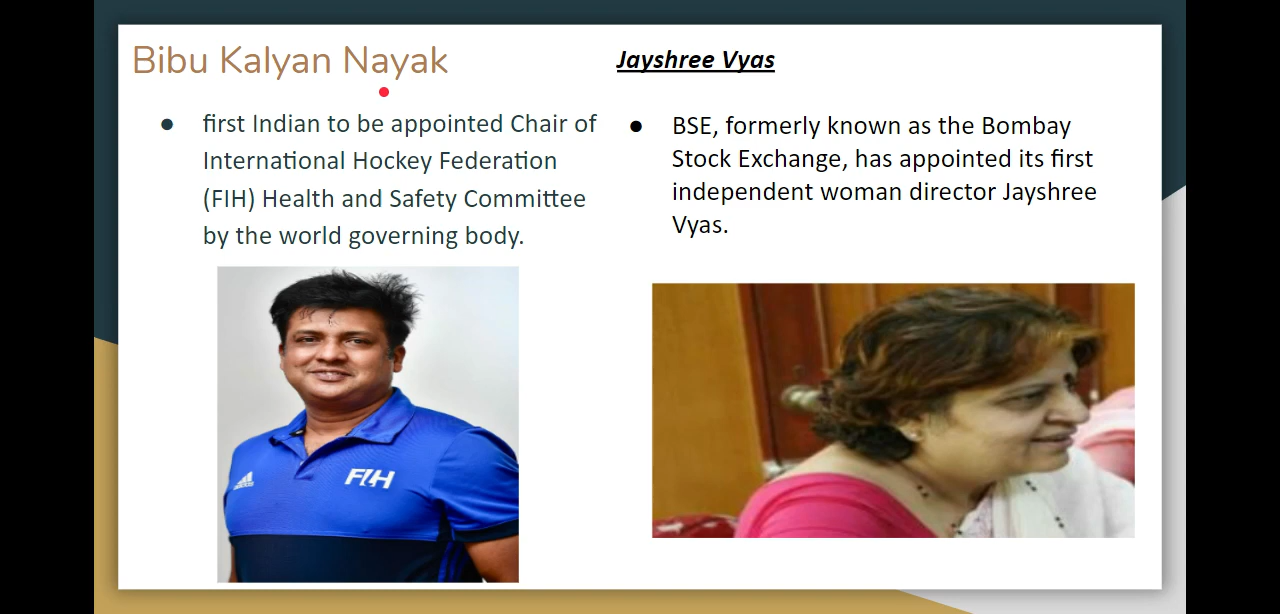 Bibu Kalyan Nayak
first Indian to be appointed Chair of
International Hockey Federation
(FIH) Health and Safety Committee
by the world governing body.
adidas
FIH
Jayshree Vyas
BSE, formerly known as the Bombay
Stock Exchange, has appointed its first
independent woman director Jayshree
Vyas.